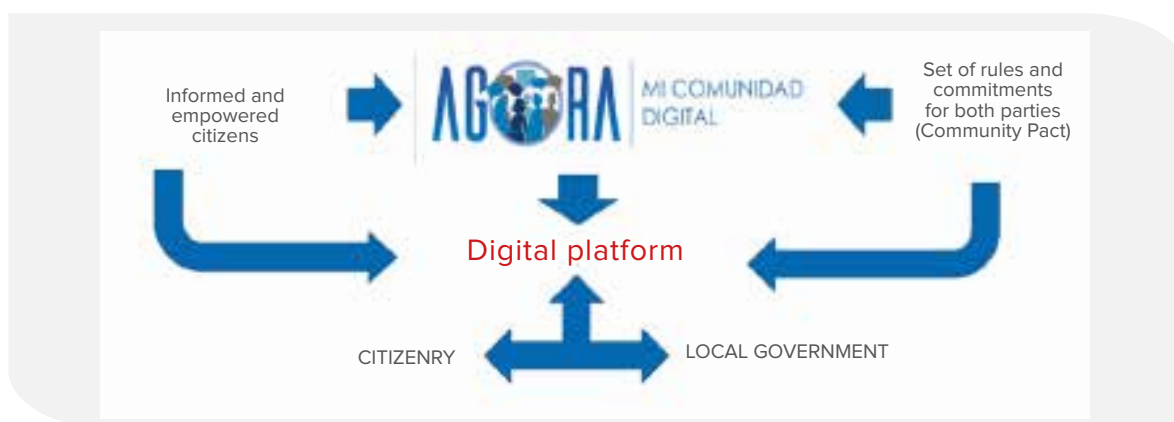 Informed and
empowered
citizens
AGORA
MI COMUNIDAD
DIGITAL
Set of rules and
commitments
for both parties
(Community Pact)
Digital platform
CITIZENRY
LOCAL GOVERNMENT